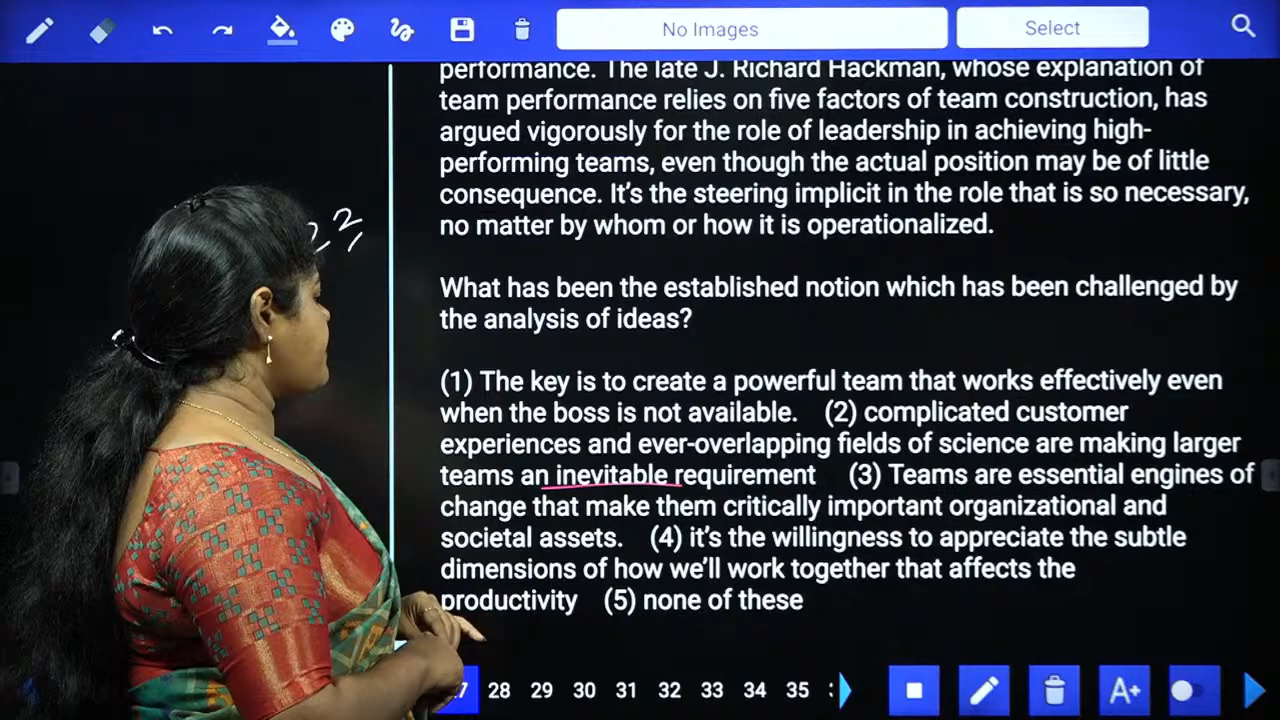 No Images
Select
performance. The late J. Richard Hackman, whose explanation of
team performance relies on five factors of team construction, has
argued vigorously for the role of leadership in achieving high-
performing teams, even though the actual position may be of little
consequence. It's the steering implicit in the role that is so necessary,
no matter by whom or how it is operationalized.
What has been the established notion which has been challenged by
the analysis of ideas?
(1) The key is to create a powerful team that works effectively even
when the boss is not available. (2) complicated customer
experiences and ever-overlapping fields of science are making larger
teams an inevitable requirement (3) Teams are essential engines of
change that make them critically important organizational and
societal assets. (4) it's the willingness to appreciate the subtle
dimensions of how we'll work together that affects the
productivity (5) none of these
28 29 30 31 32 33 34 35
A+